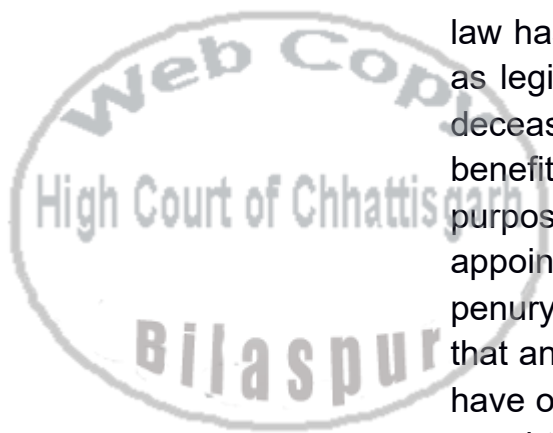 Web Copy
High Court of Chhattisgarh
Bilaspur
law ha
as legi
deceas
benefit
purpos
appoin
penury
that an
have o